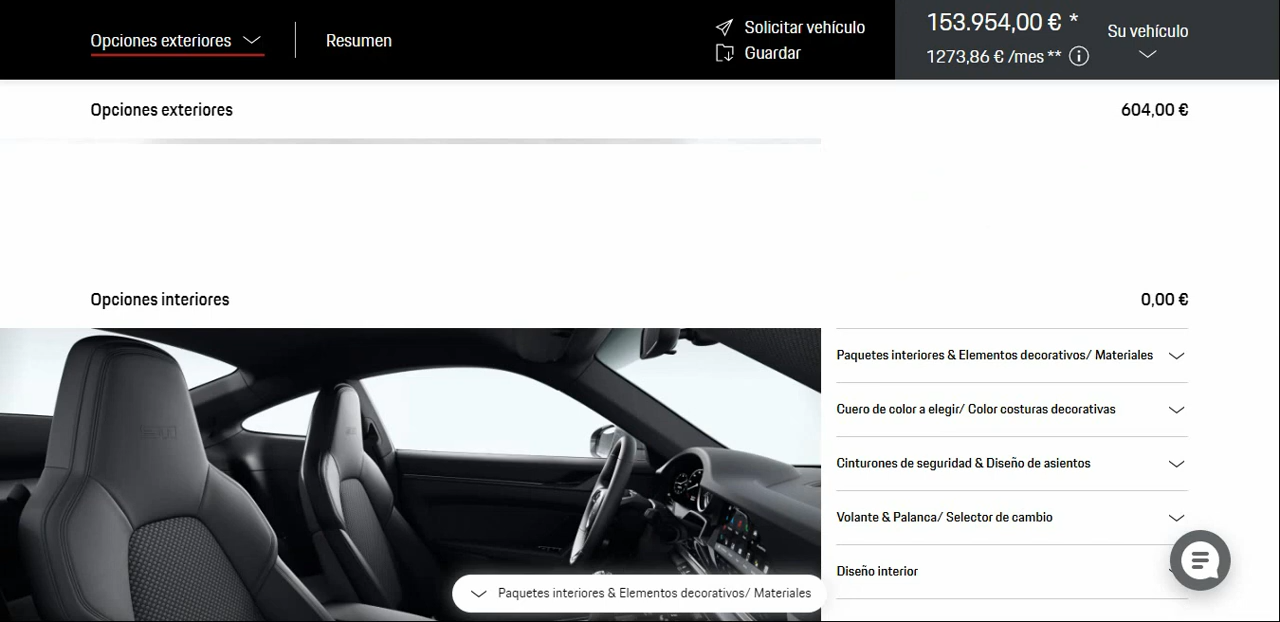 Opciones exteriores
Resumen
Solicitar vehículo
Guardar
153.954,00 € *
1273,86 € /mes **
Su vehículo
Opciones exteriores
604,00 €
Opciones interiores
0,00 €
Paquetes interiores & Elementos decorativos/ Materiales
Cuero de color a elegir/ Color costuras decorativas
Cinturones de seguridad & Diseño de asientos
Volante & Palanca/ Selector de cambio
Diseño interior
Paquetes interiores & Elementos decorativos/ Materiales